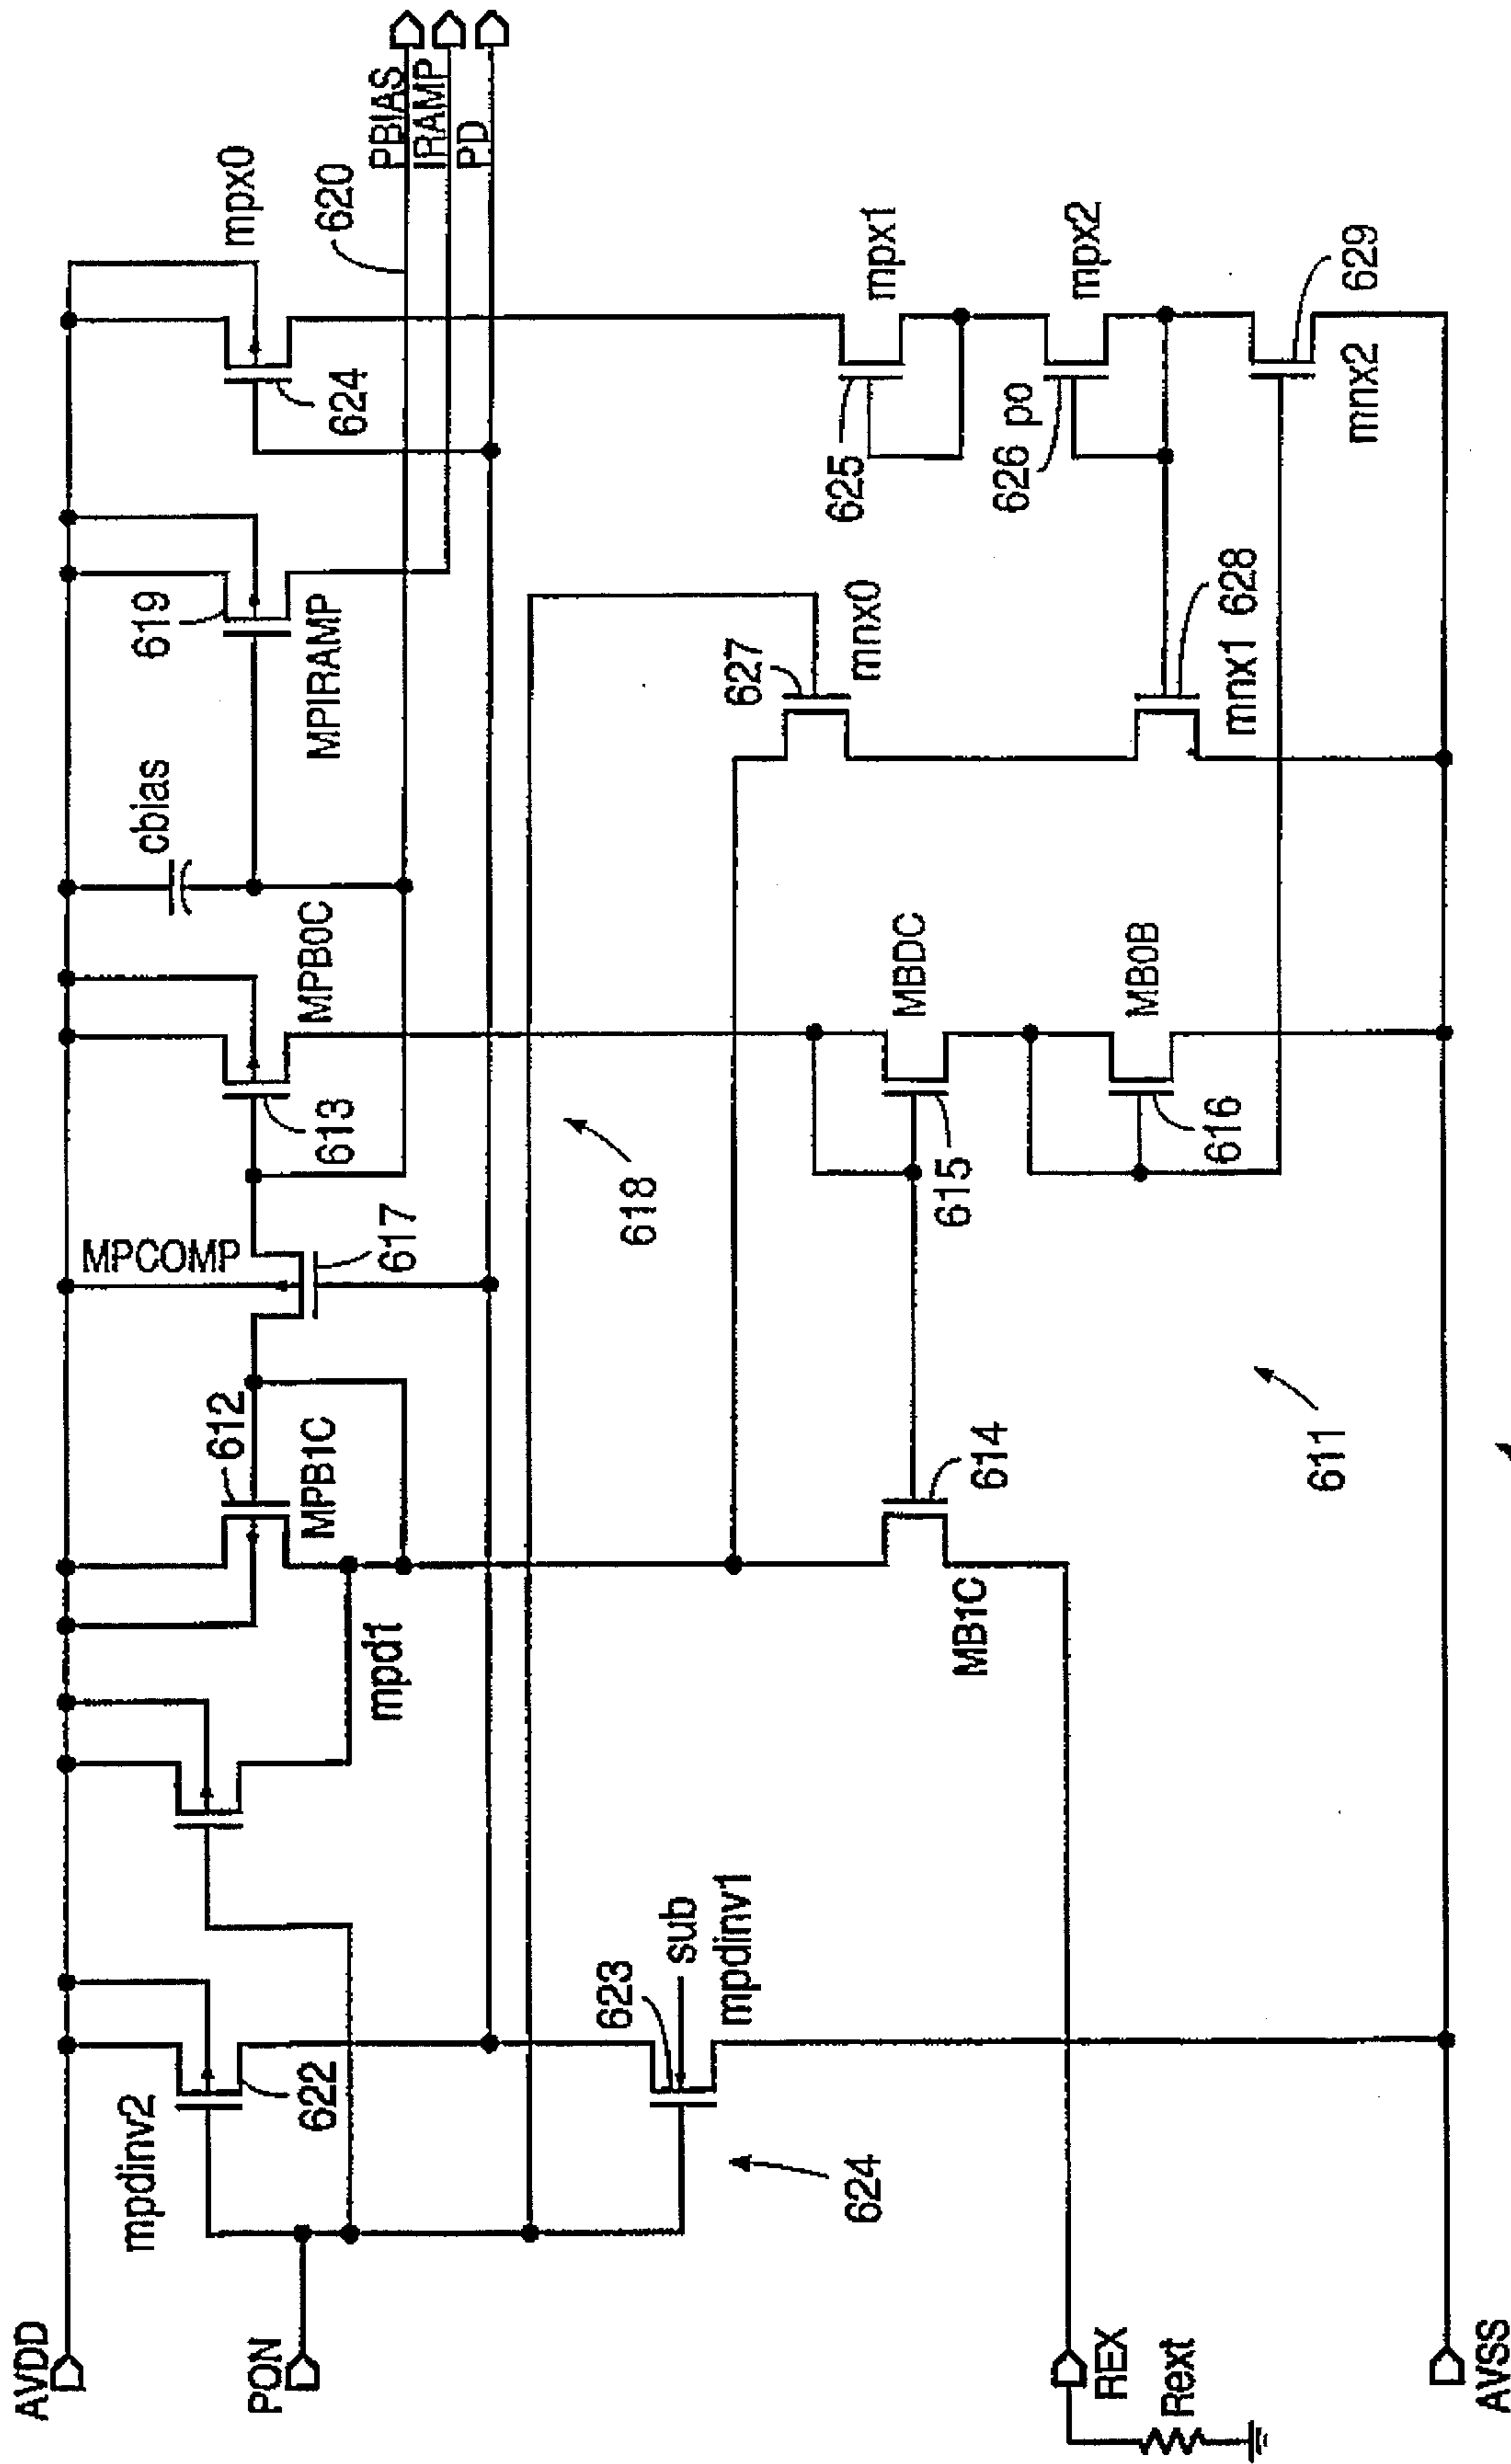 AVDD
PON
REX
Rext
AVSS
mpdinv2
622
623
sub
mpdinv1
624
mpd1
612
MPB1C
MB1C
614
611
MPCOMP
617
613
MPB0C
618
615
MBDC
616
MB0B
cbias
619
MPIRAMP
627
mnx0
mnx1 628
mpx0
624
620
PBIAS
IRAMP
PD
625
mpx1
626 po
mpx2
mnx2
629